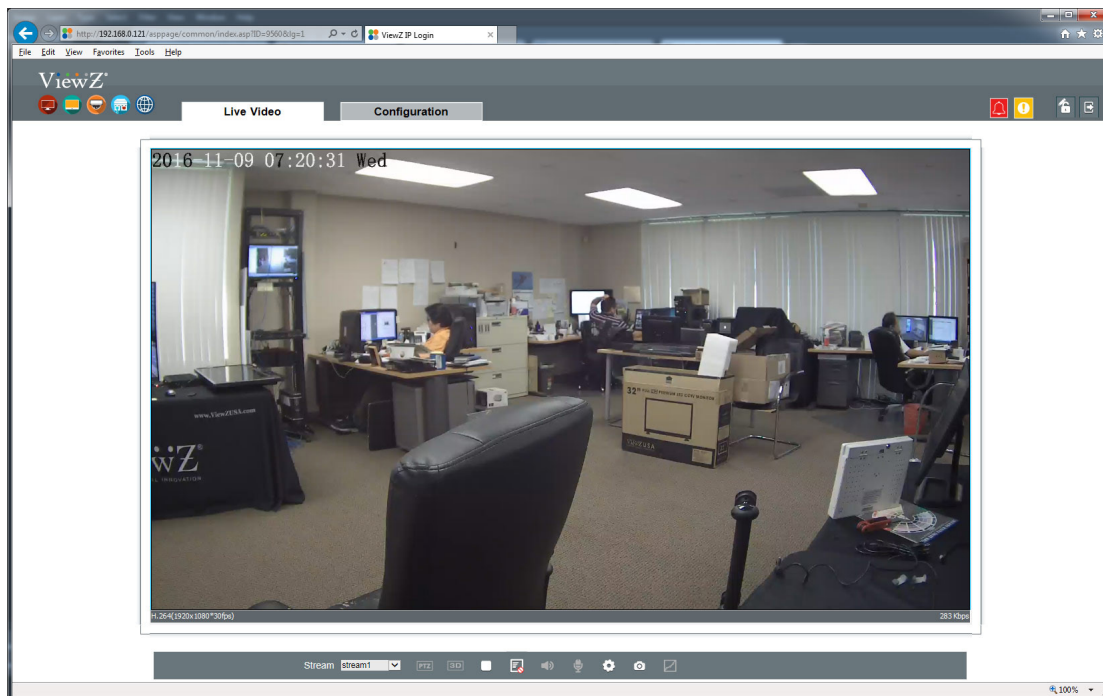 http://192.168.0.121/asppage/common/index.asp?ID=9560&lg=1
ViewZ IP Login
File Edit View Favorites Tools Help
ViewZ
Live Video Configuration
2016-11-09 07:20:31 Wed
www.ViewZUSA.com
32"
wZ
H.264(1920x1080*30fps) 283 Kbps
Stream stream1 PTZ 3D
100%